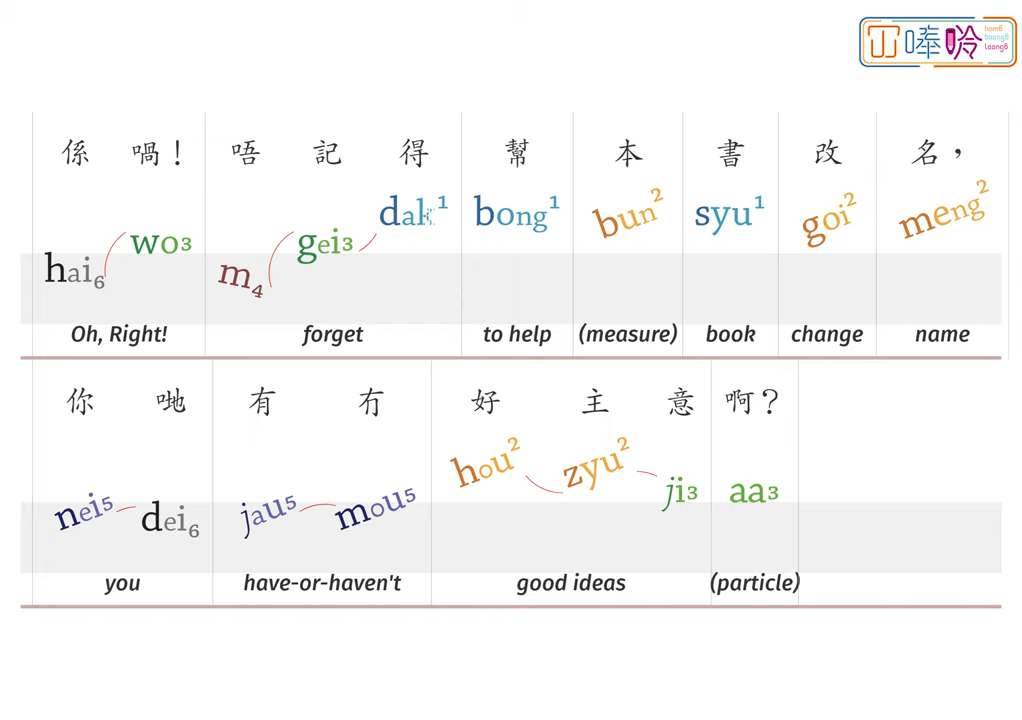 冚唪唥
ham6
baang6
laang6
係 喎！ 唔 記 得 幫 本 書 改 名，
hai6 wo3 m4 gei3 dak1 bong1 bun2 syu1 goi2 meng2
Oh, Right! forget to help (measure) book change name
你 哋 有 冇 好 主 意 啊？
nei5 dei6 jau5 mou5 hou2 zyu2 ji3 aa3
you have-or-haven't good ideas (particle)